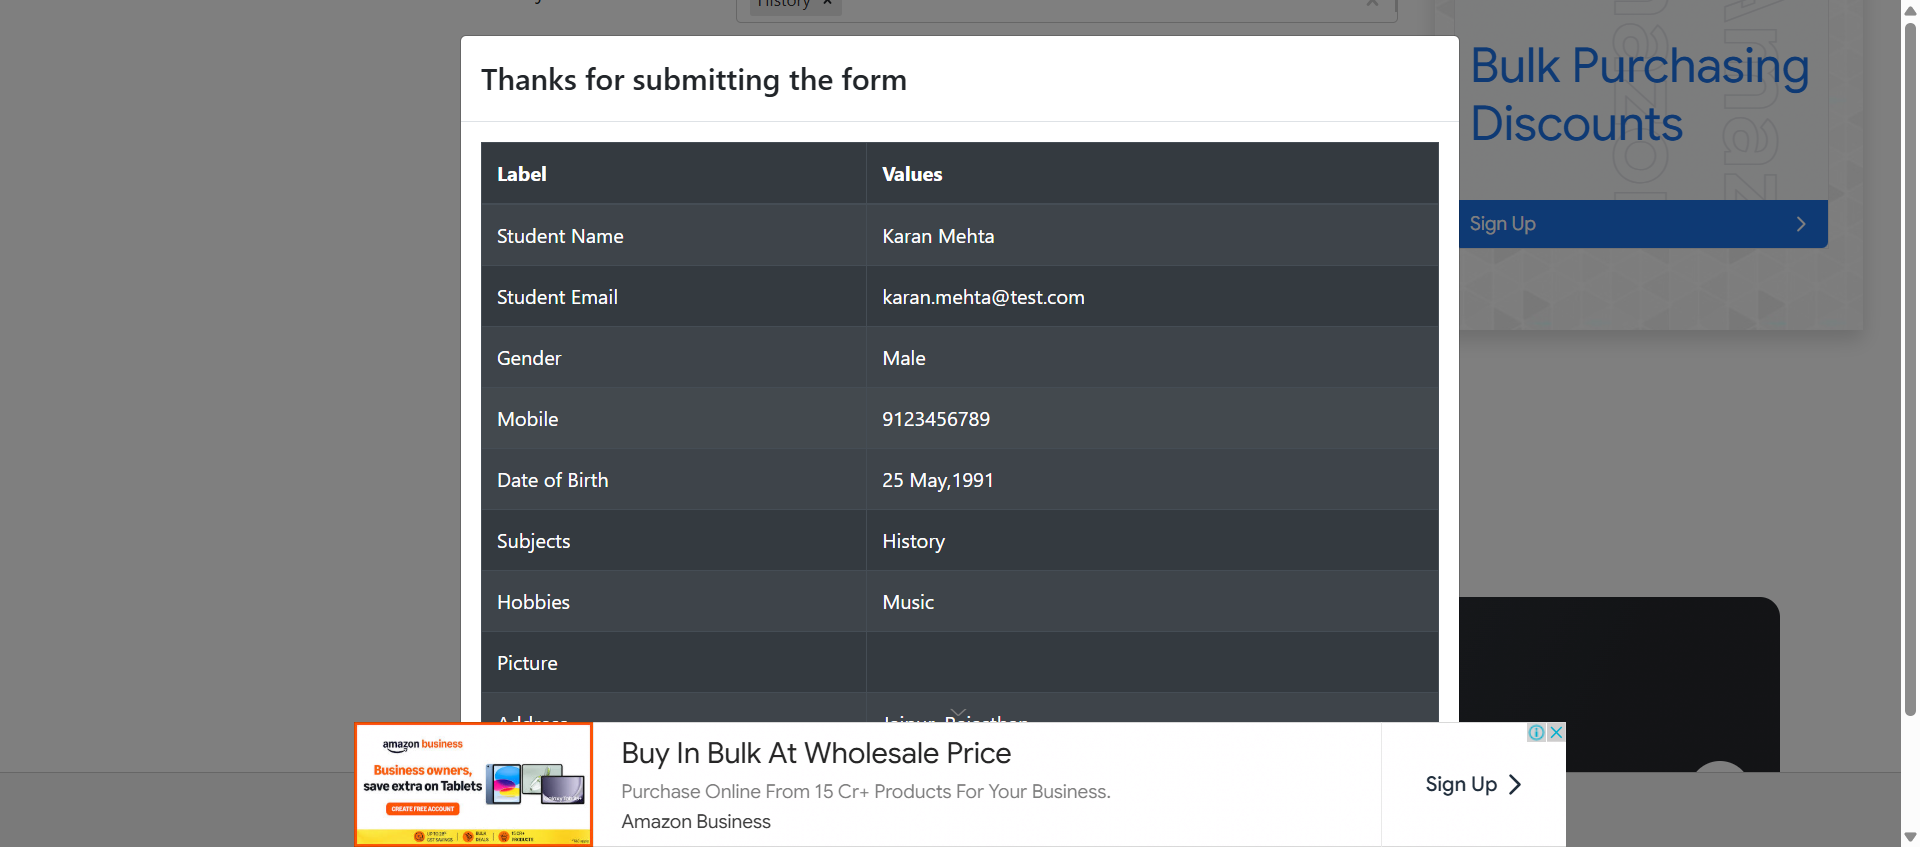 History ×
Thanks for submitting the form
Label Values
Student Name Karan Mehta
Student Email karan.mehta@test.com
Gender Male
Mobile 9123456789
Date of Birth 25 May,1991
Subjects History
Hobbies Music
Picture
Address Jaipur, Rajasthan
Bulk Purchasing
Discounts
Sign Up
amazon business
Business owners,
save extra on Tablets
CREATE FREE ACCOUNT
Buy In Bulk At Wholesale Price
Purchase Online From 15 Cr+ Products For Your Business.
Amazon Business
Sign Up